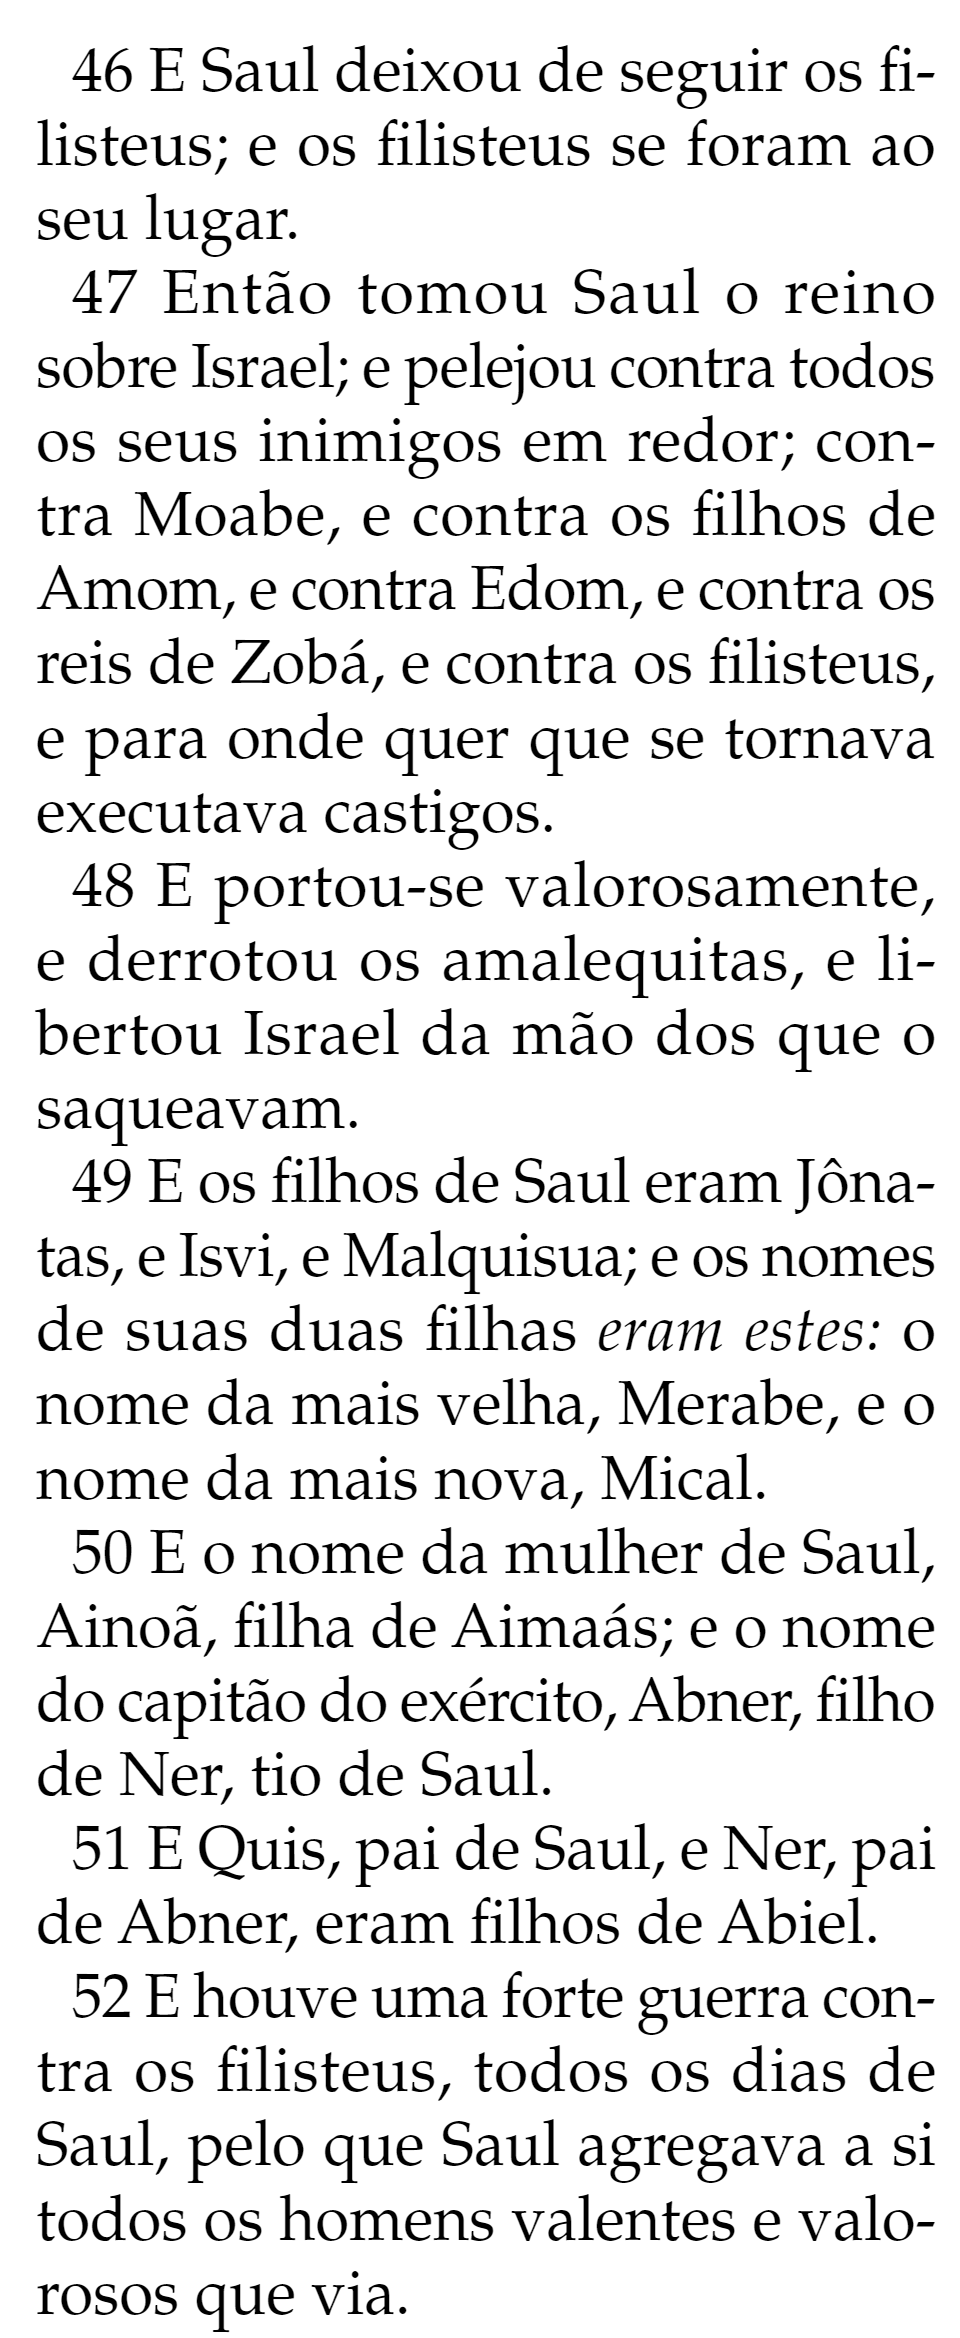 46 E Saul deixou de seguir os fi-
listeus; e os filisteus se foram ao
seu lugar.
47 Então tomou Saul o reino
sobre Israel; e pelejou contra todos
os seus inimigos em redor; con-
tra Moabe, e contra os filhos de
Amom, e contra Edom, e contra os
reis de Zobá, e contra os filisteus,
e para onde quer que se tornava
executava castigos.
48 E portou-se valorosamente,
e derrotou os amalequitas, e li-
bertou Israel da mão dos que o
saqueavam.
49 E os filhos de Saul eram Jôna-
tas, e Isvi, e Malquisua; e os nomes
de suas duas filhas eram estes: o
nome da mais velha, Merabe, e o
nome da mais nova, Mical.
50 E o nome da mulher de Saul,
Ainoã, filha de Aimaás; e o nome
do capitão do exército, Abner, filho
de Ner, tio de Saul.
51 E Quis, pai de Saul, e Ner, pai
de Abner, eram filhos de Abiel.
52 E houve uma forte guerra con-
tra os filisteus, todos os dias de
Saul, pelo que Saul agregava a si
todos os homens valentes e valo-
rosos que via.